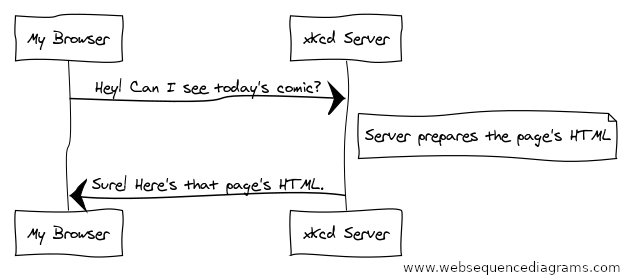 My Browser
xkcd Server
Hey! Can I see today's comic?
Server prepares the page's HTML
Sure! Here's that page's HTML.
My Browser
xkcd Server
www.websequencediagrams.com